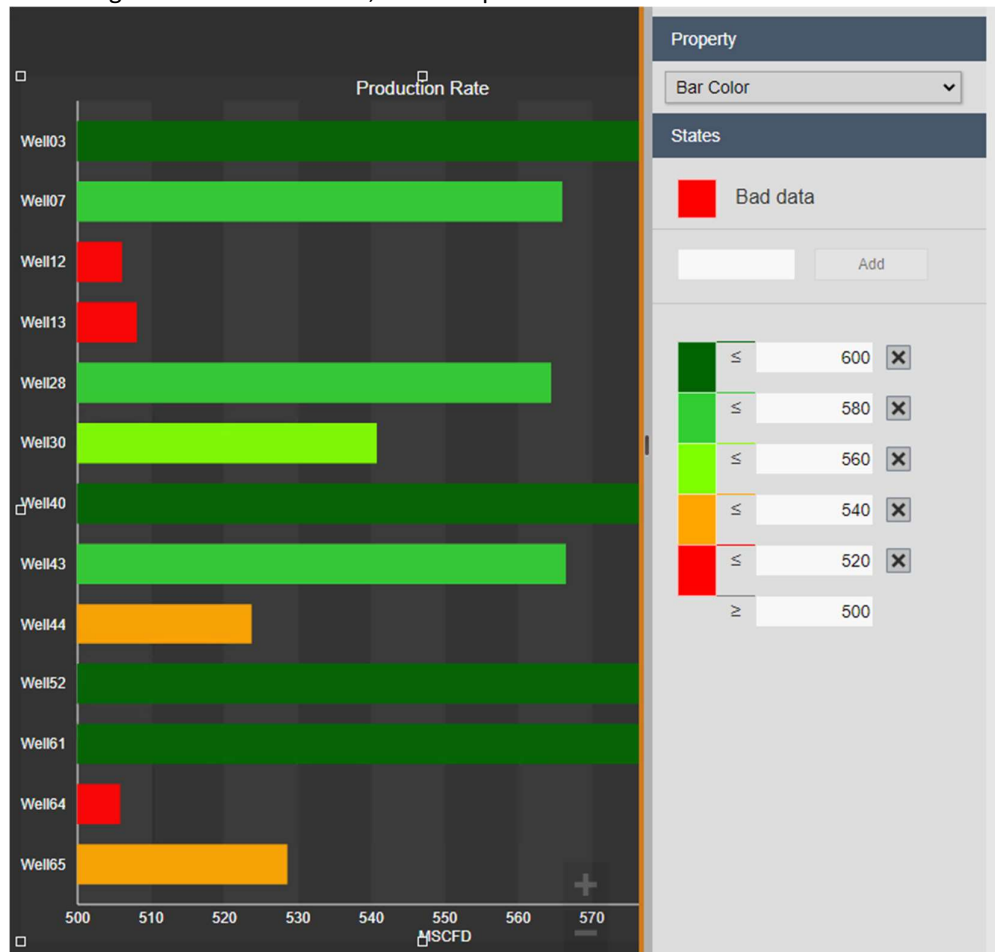 Production Rate
Well03
Well07
Well12
Well13
Well28
Well30
Well40
Well43
Well44
Well52
Well61
Well64
Well65
500 510 520 530 540 550 560 570
MSCFD
Property
Bar Color
States
Bad data
Add
≤ 600
≤ 580
≤ 560
≤ 540
≤ 520
≥ 500